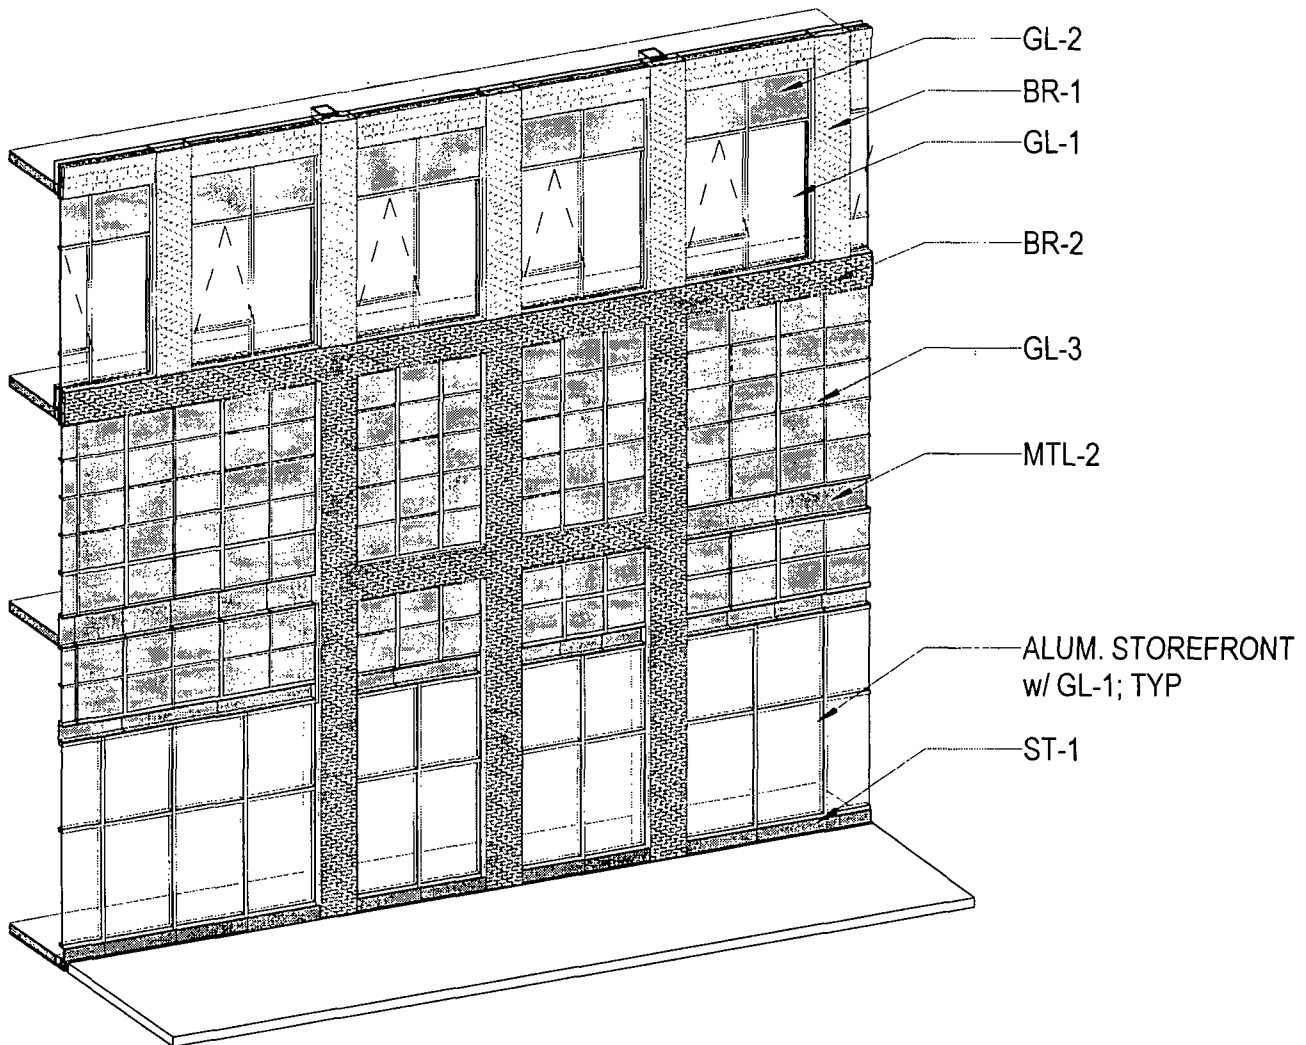 GL-2
BR-1
GL-1
BR-2
GL-3
MTL-2
ALUM. STOREFRONT
w/ GL-1; TYP
ST-1